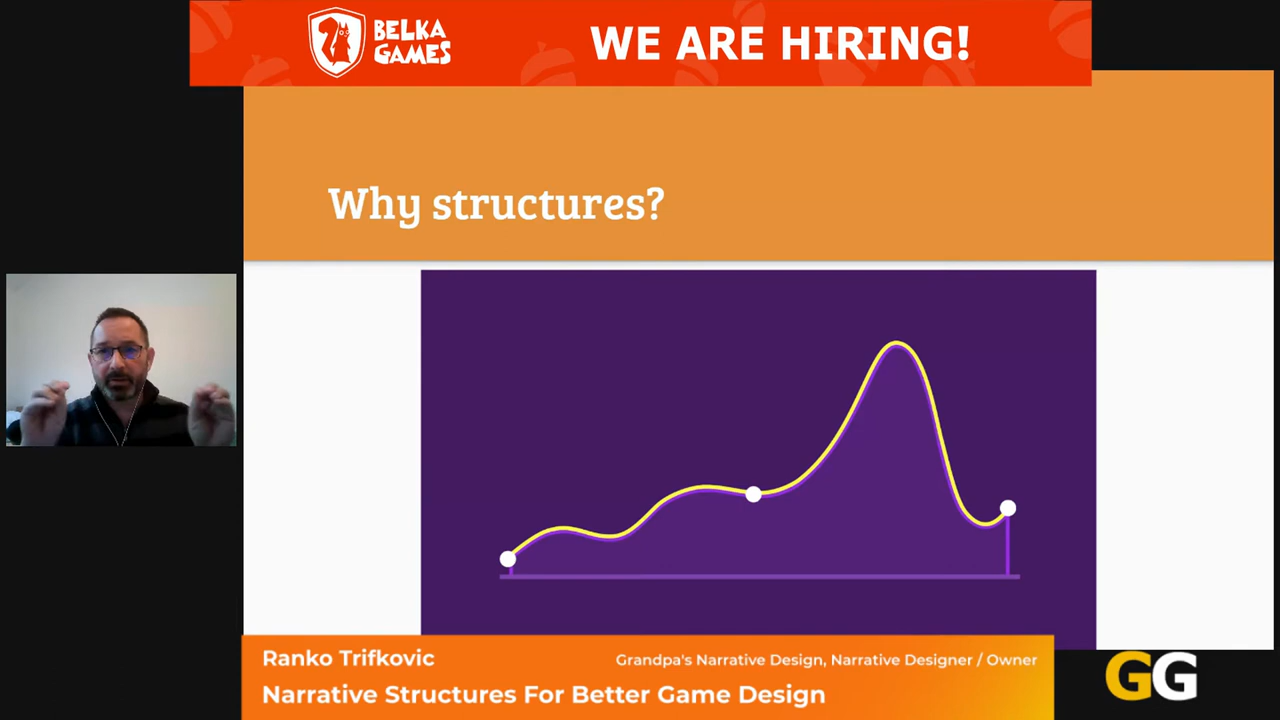 BELKA
GAMES
WE ARE HIRING!
Why structures?
Ranko Trifkovic
Grandpa's Narrative Design, Narrative Designer / Owner
Narrative Structures For Better Game Design
GG